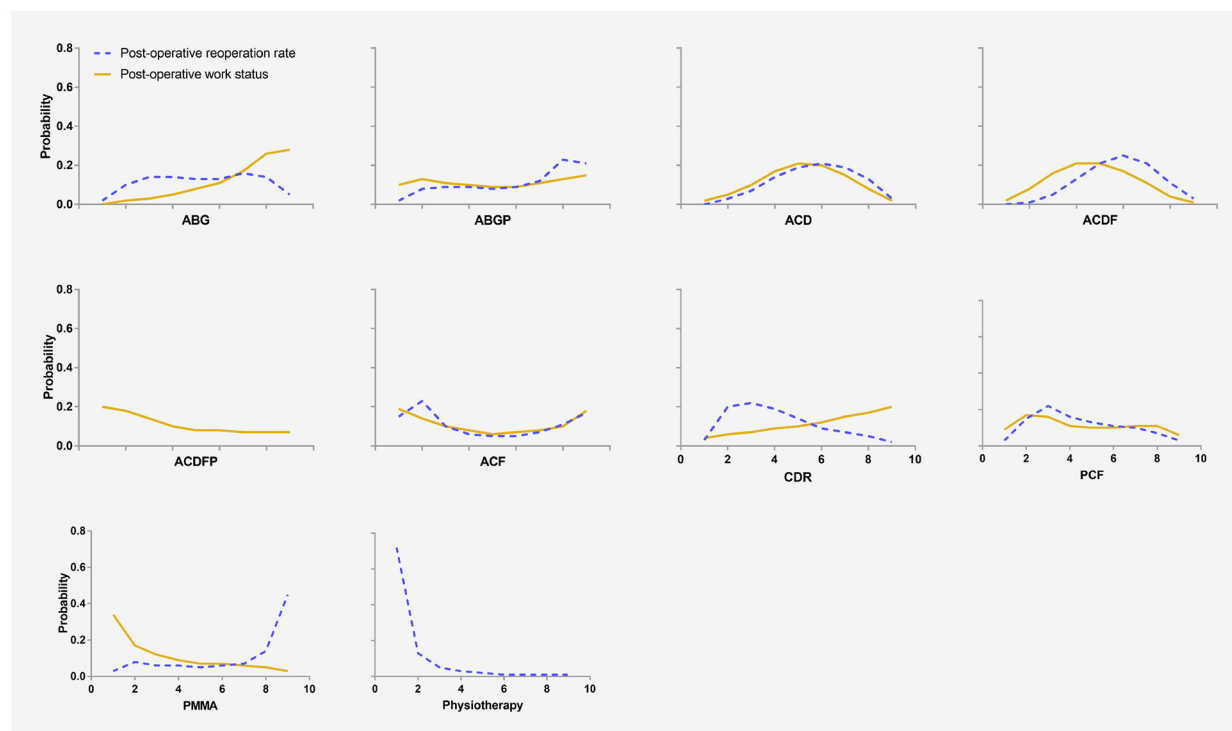 Post-operative reoperation rate
Post-operative work status
Probability
0.8
0.6
0.4
0.2
0.0
ABG
ABGP
ACD
ACDF
Probability
0.8
0.6
0.4
0.2
0.0
ACDFP
ACF
0 2 4 6 8 10
CDR
0 2 4 6 8 10
PCF
Probability
0.8
0.6
0.4
0.2
0.0
0 2 4 6 8 10
PMMA
0 2 4 6 8 10
Physiotherapy